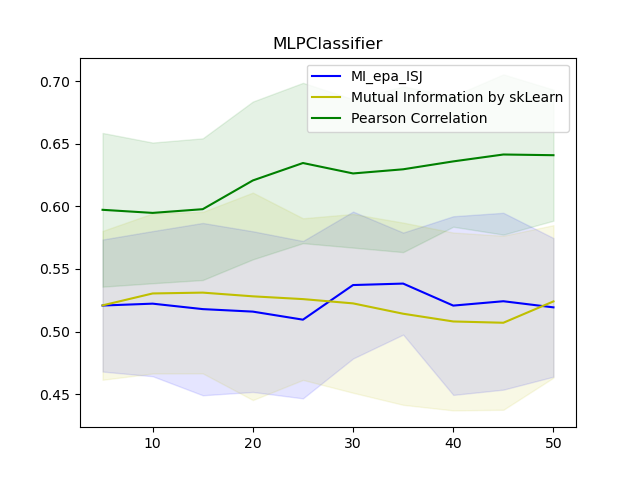 MLPClassifier
MI_epa_ISJ
Mutual Information by skLearn
Pearson Correlation
0.70
0.65
0.60
0.55
0.50
0.45
10 20 30 40 50